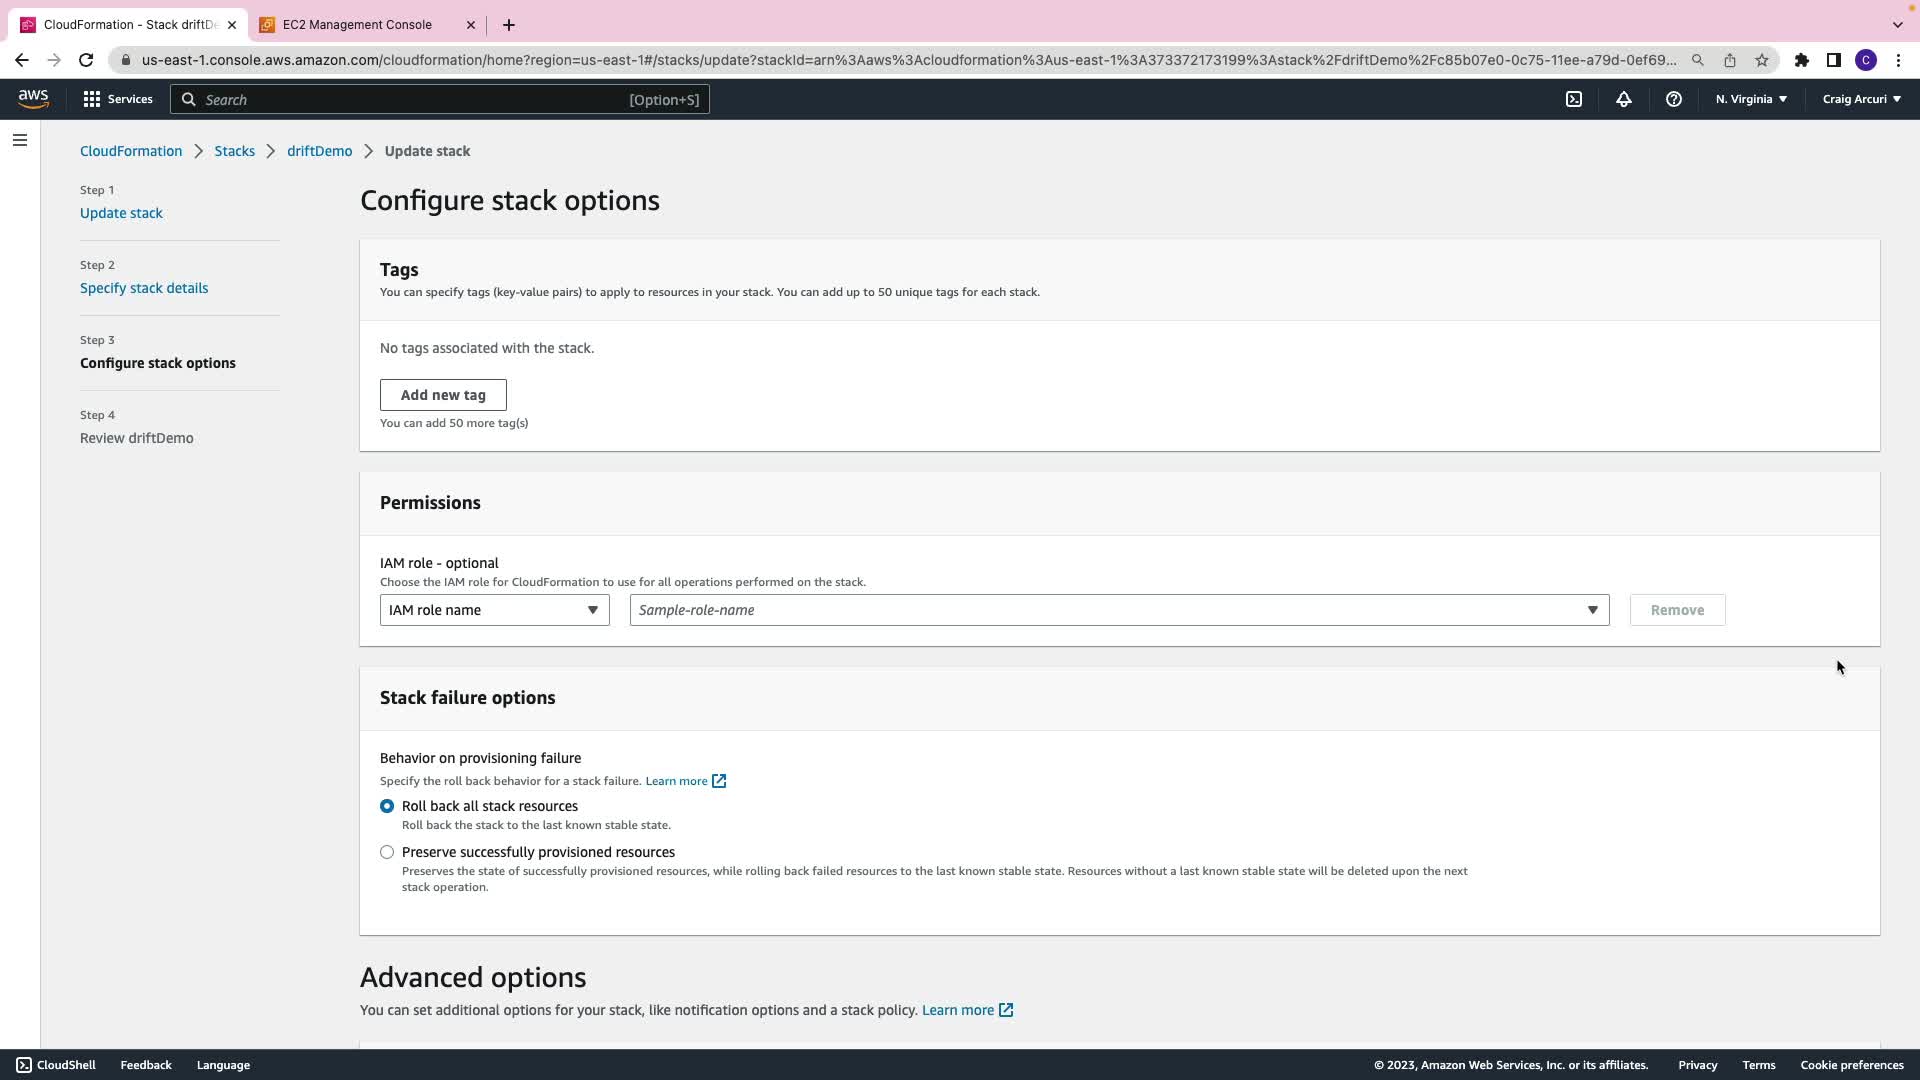 CloudFormation - Stack driftDe
EC2 Management Console
us-east-1.console.aws.amazon.com/cloudformation/home?region=us-east-1#/stacks/update?stackId=arn%3Aaws%3Acloudformation%3Aus-east-1%3A373372173199%3Astack%2FdriftDemo%2Fc85b07e0-0c75-11ee-a79d-0ef69...
C
aws
Services
Search
[Option+S]
N. Virginia
Craig Arcuri
CloudFormation
Stacks
driftDemo
Update stack
Step 1
Update stack
Step 2
Specify stack details
Step 3
Configure stack options
Step 4
Review driftDemo
Configure stack options
Tags
You can specify tags (key-value pairs) to apply to resources in your stack. You can add up to 50 unique tags for each stack.
No tags associated with the stack.
Add new tag
You can add 50 more tag(s)
Permissions
IAM role - optional
Choose the IAM role for CloudFormation to use for all operations performed on the stack.
IAM role name
Sample-role-name
Remove
Stack failure options
Behavior on provisioning failure
Specify the roll back behavior for a stack failure. Learn more
Roll back all stack resources
Roll back the stack to the last known stable state.
Preserve successfully provisioned resources
Preserves the state of successfully provisioned resources, while rolling back failed resources to the last known stable state. Resources without a last known stable state will be deleted upon the next
stack operation.
Advanced options
You can set additional options for your stack, like notification options and a stack policy. Learn more
CloudShell
Feedback
Language
© 2023, Amazon Web Services, Inc. or its affiliates.
Privacy
Terms
Cookie preferences